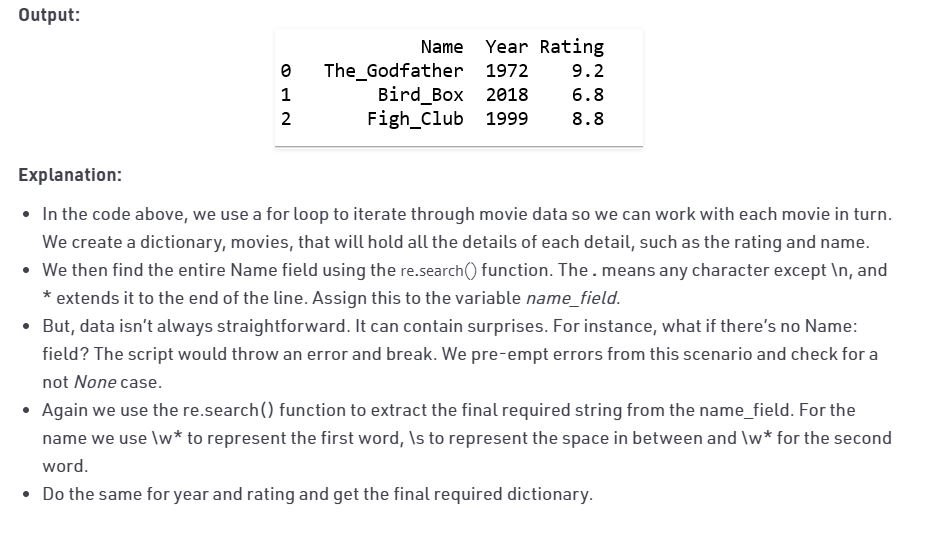 Output:
Name Year Rating
0 The_Godfather 1972 9.2
1 Bird_Box 2018 6.8
2 Figh_Club 1999 8.8
Explanation:
• In the code above, we use a for loop to iterate through movie data so we can work with each movie in turn.
We create a dictionary, movies, that will hold all the details of each detail, such as the rating and name.
• We then find the entire Name field using the re.search() function. The . means any character except \n, and
* extends it to the end of the line. Assign this to the variable name_field.
• But, data isn’t always straightforward. It can contain surprises. For instance, what if there’s no Name:
field? The script would throw an error and break. We pre-empt errors from this scenario and check for a
not None case.
• Again we use the re.search() function to extract the final required string from the name_field. For the
name we use \w* to represent the first word, \s to represent the space in between and \w* for the second
word.
• Do the same for year and rating and get the final required dictionary.